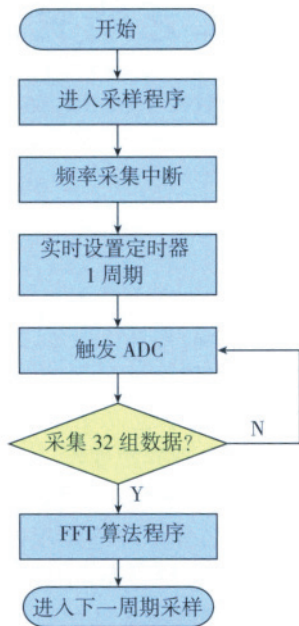 开始
进入采样程序
频率采集中断
实时设置定时器
1 周期
触发 ADC
采集 32 组数据?
N
Y
FFT 算法程序
进入下一周期采样